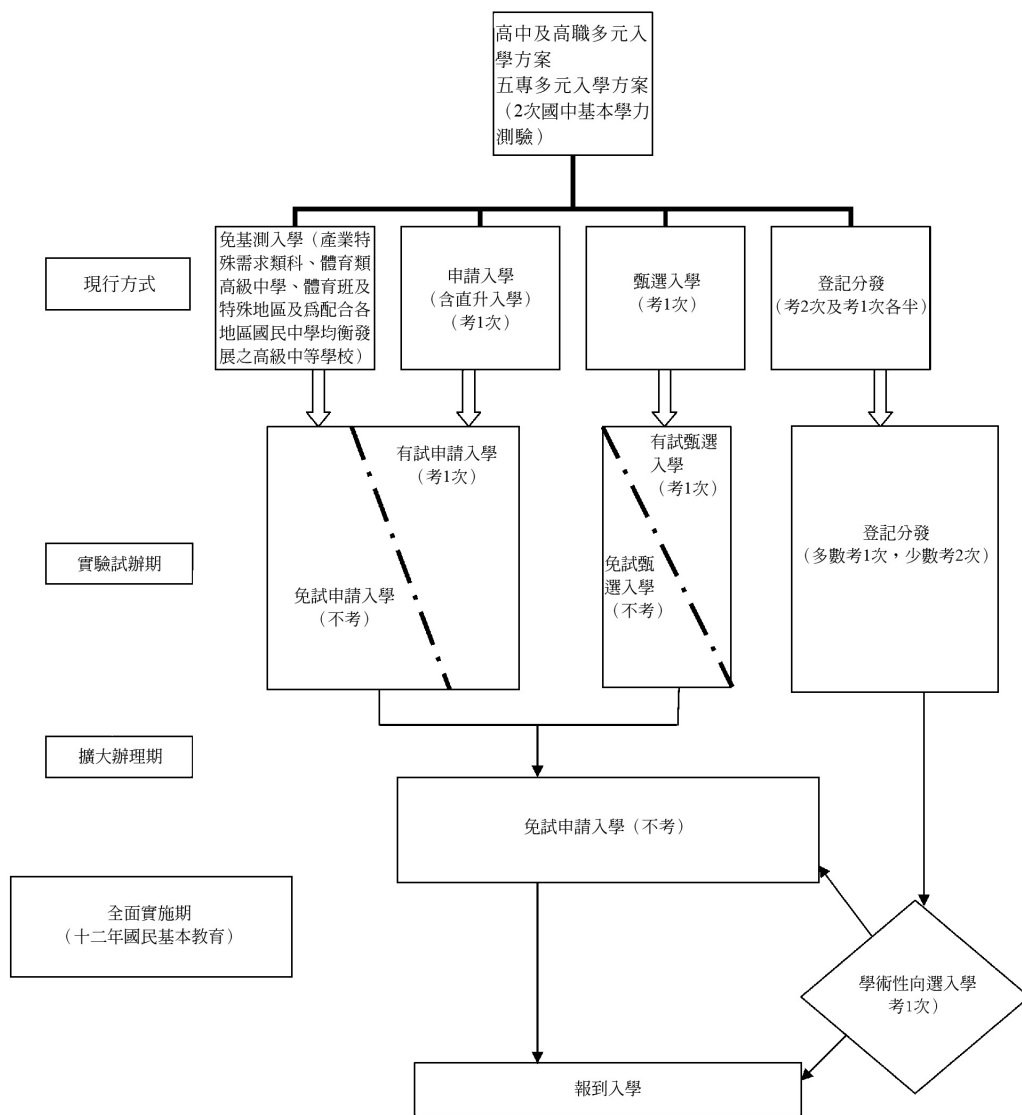 高中及高職多元入
學方案
五專多元入學方案
（2次國中基本學力
測驗）
現行方式
免基測入學（產業特
殊需求類科、體育類
高級中學、體育班及
特殊地區及爲配合各
地區國民中學均衡發
展之高級中等學校）
申請入學
（含直升入學）
（考1次）
甄選入學
（考1次）
登記分發
（考2次及考1次各半）
實驗試辦期
有試申請入學
（考1次）
免試申請入學
（不考）
有試甄選
入學
（考1次）
免試甄
選入學
（不考）
登記分發
（多數考1次，少數考2次）
擴大辦理期
免試申請入學（不考）
全面實施期
（十二年國民基本教育）
學術性向選入學
考1次）
報到入學